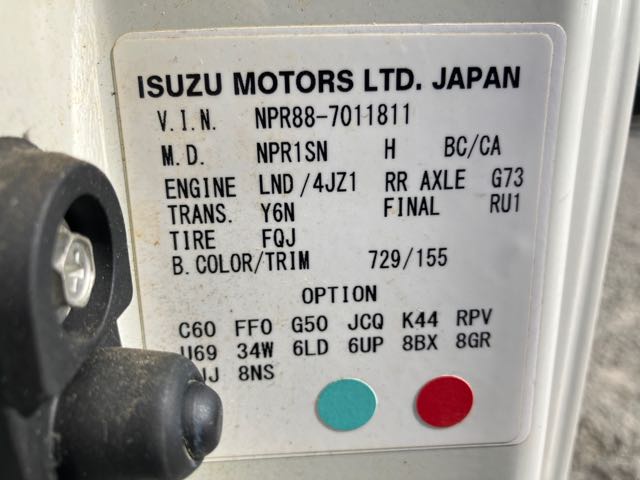 ISUZU MOTORS LTD. JAPAN
V.I.N. NPR88-7011811
M.D. NPR1SN H BC/CA
ENGINE LND/4JZ1 RR AXLE G73
TRANS. Y6N FINAL RU1
TIRE FQJ
B.COLOR/TRIM 729/155
OPTION
C60 FF0 G50 JCQ K44 RPV
U69 34W 6LD 6UP 8BX 8GR
8NS